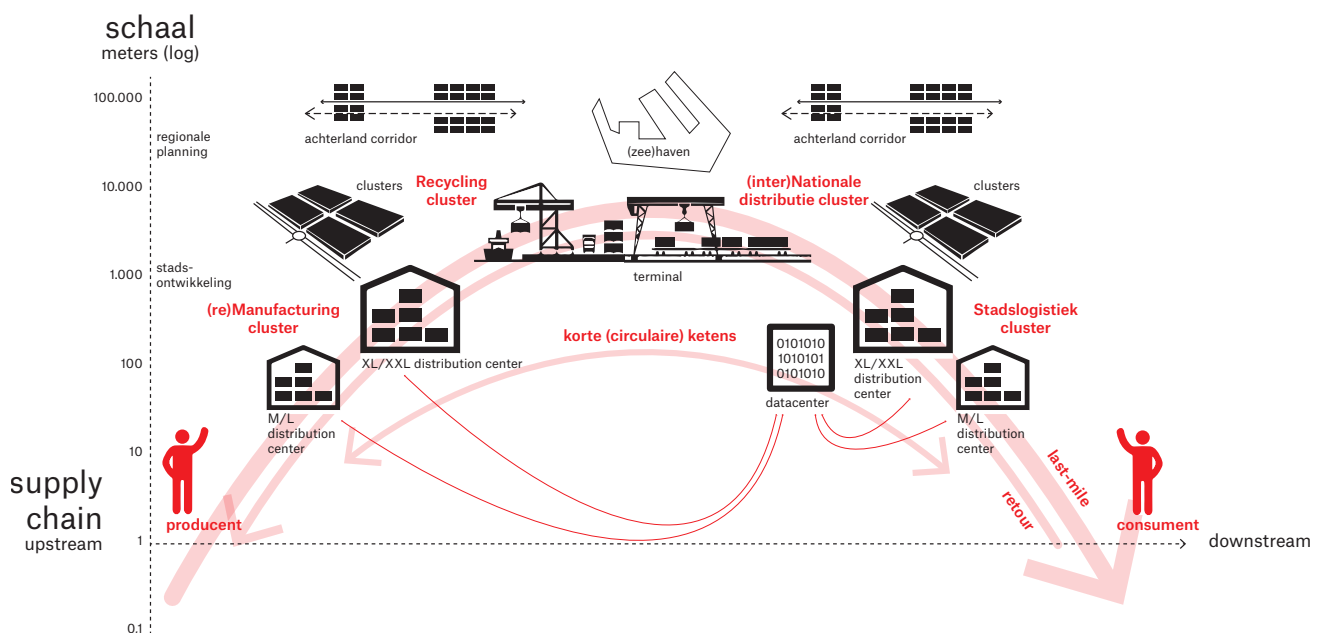 schaal
meters (log)
100.000
regionale
planning
10.000
1.000
stads-
ontwikkeling
100
10
1
0.1
supply
chain
upstream
downstream
achterland corridor
(zee)haven
achterland corridor
clusters
Recycling
cluster
(inter)Nationale
distributie cluster
clusters
terminal
(re)Manufacturing
cluster
Stadslogistiek
cluster
korte (circulaire) ketens
XL/XXL distribution center
0101010
1010101
0101010
datacenter
XL/XXL
distribution
center
M/L
distribution
center
M/L
distribution
center
last-mile
retour
producent
consument